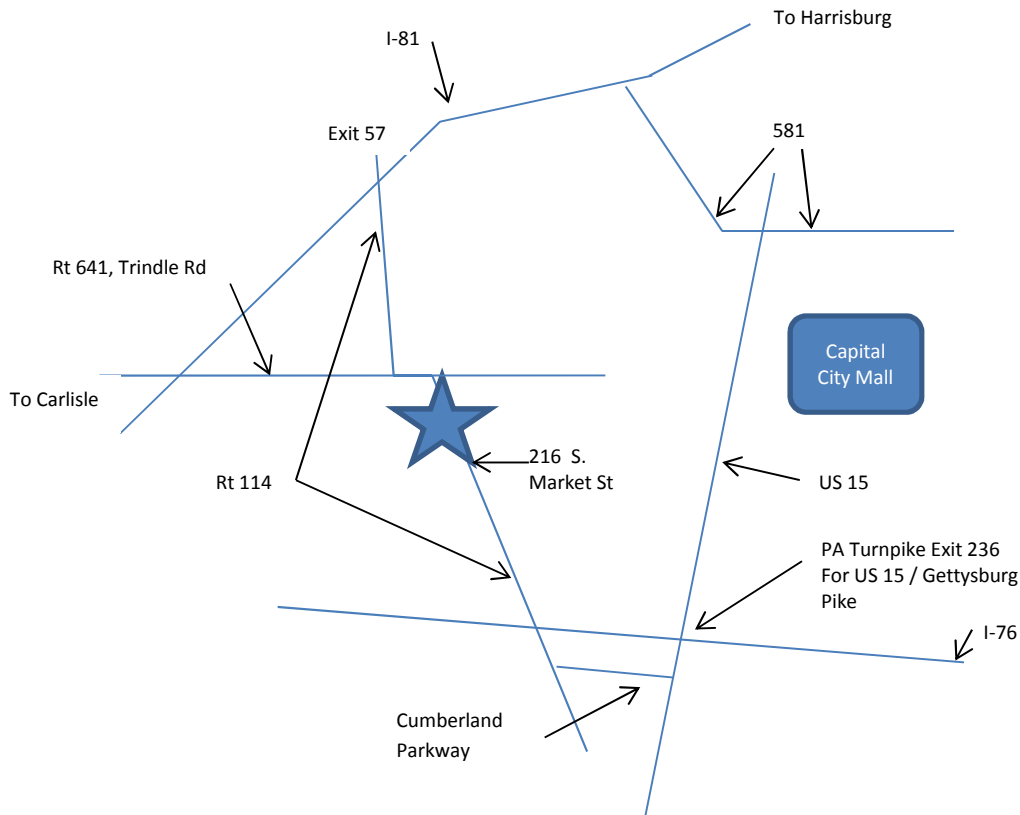 To Harrisburg
I-81
Exit 57
581
Rt 641, Trindle Rd
Capital
City Mall
To Carlisle
216  S.
Market St
Rt 114
US 15
PA Turnpike Exit 236
For US 15 / Gettysburg
Pike
I-76
Cumberland
Parkway